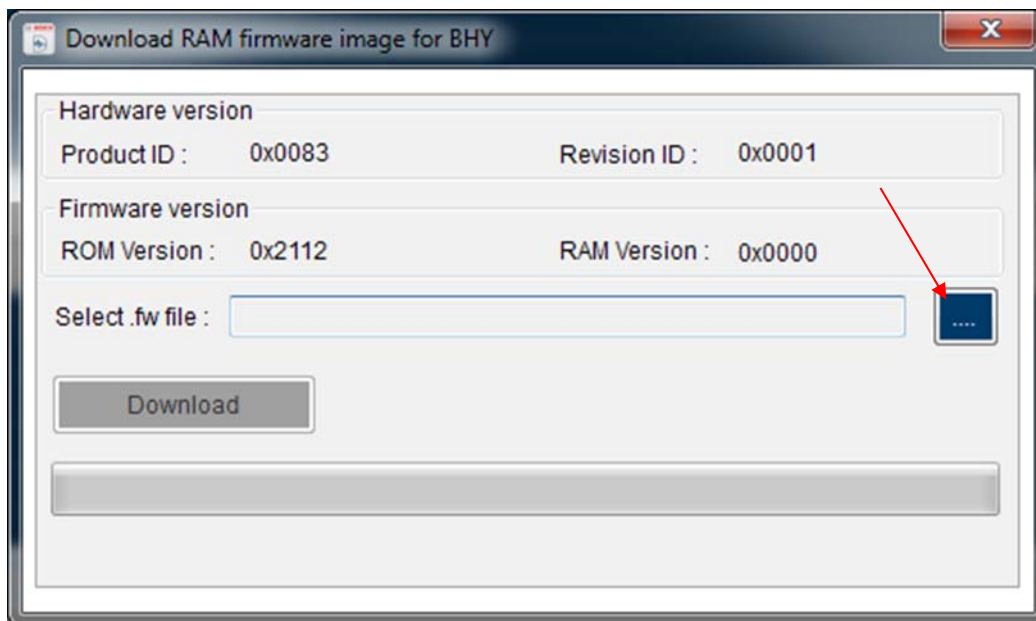 Download RAM firmware image for BHY
Hardware version
Product ID : 0x0083 Revision ID : 0x0001
Firmware version
ROM Version : 0x2112 RAM Version : 0x0000
Select .fw file : ....
Download